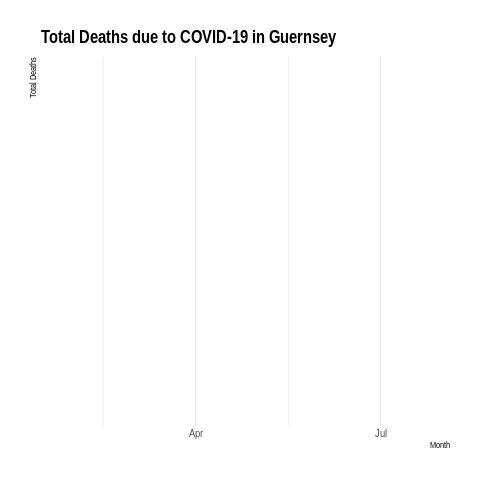 Total Deaths due to COVID-19 in Guernsey
Total Deaths
Apr
Jul
Month